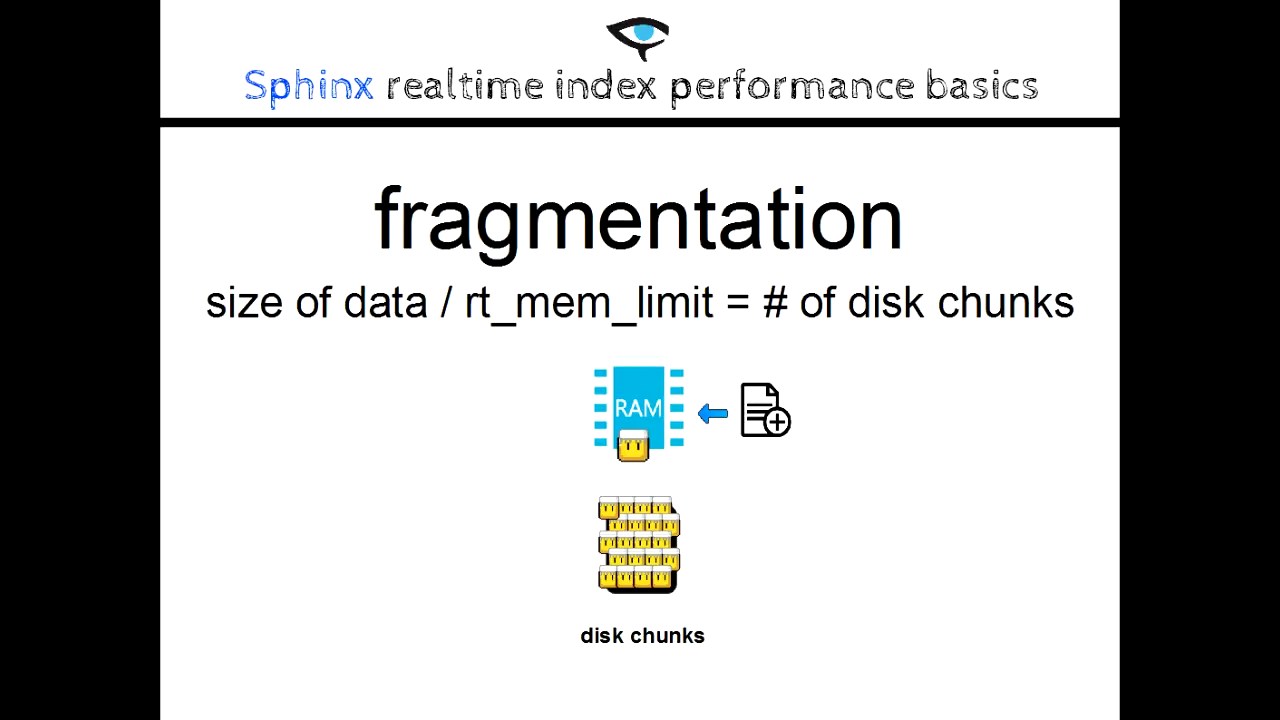 Sphinx realtime index performance basics
fragmentation
size of data / rt_mem_limit = # of disk chunks
RAM
disk chunks